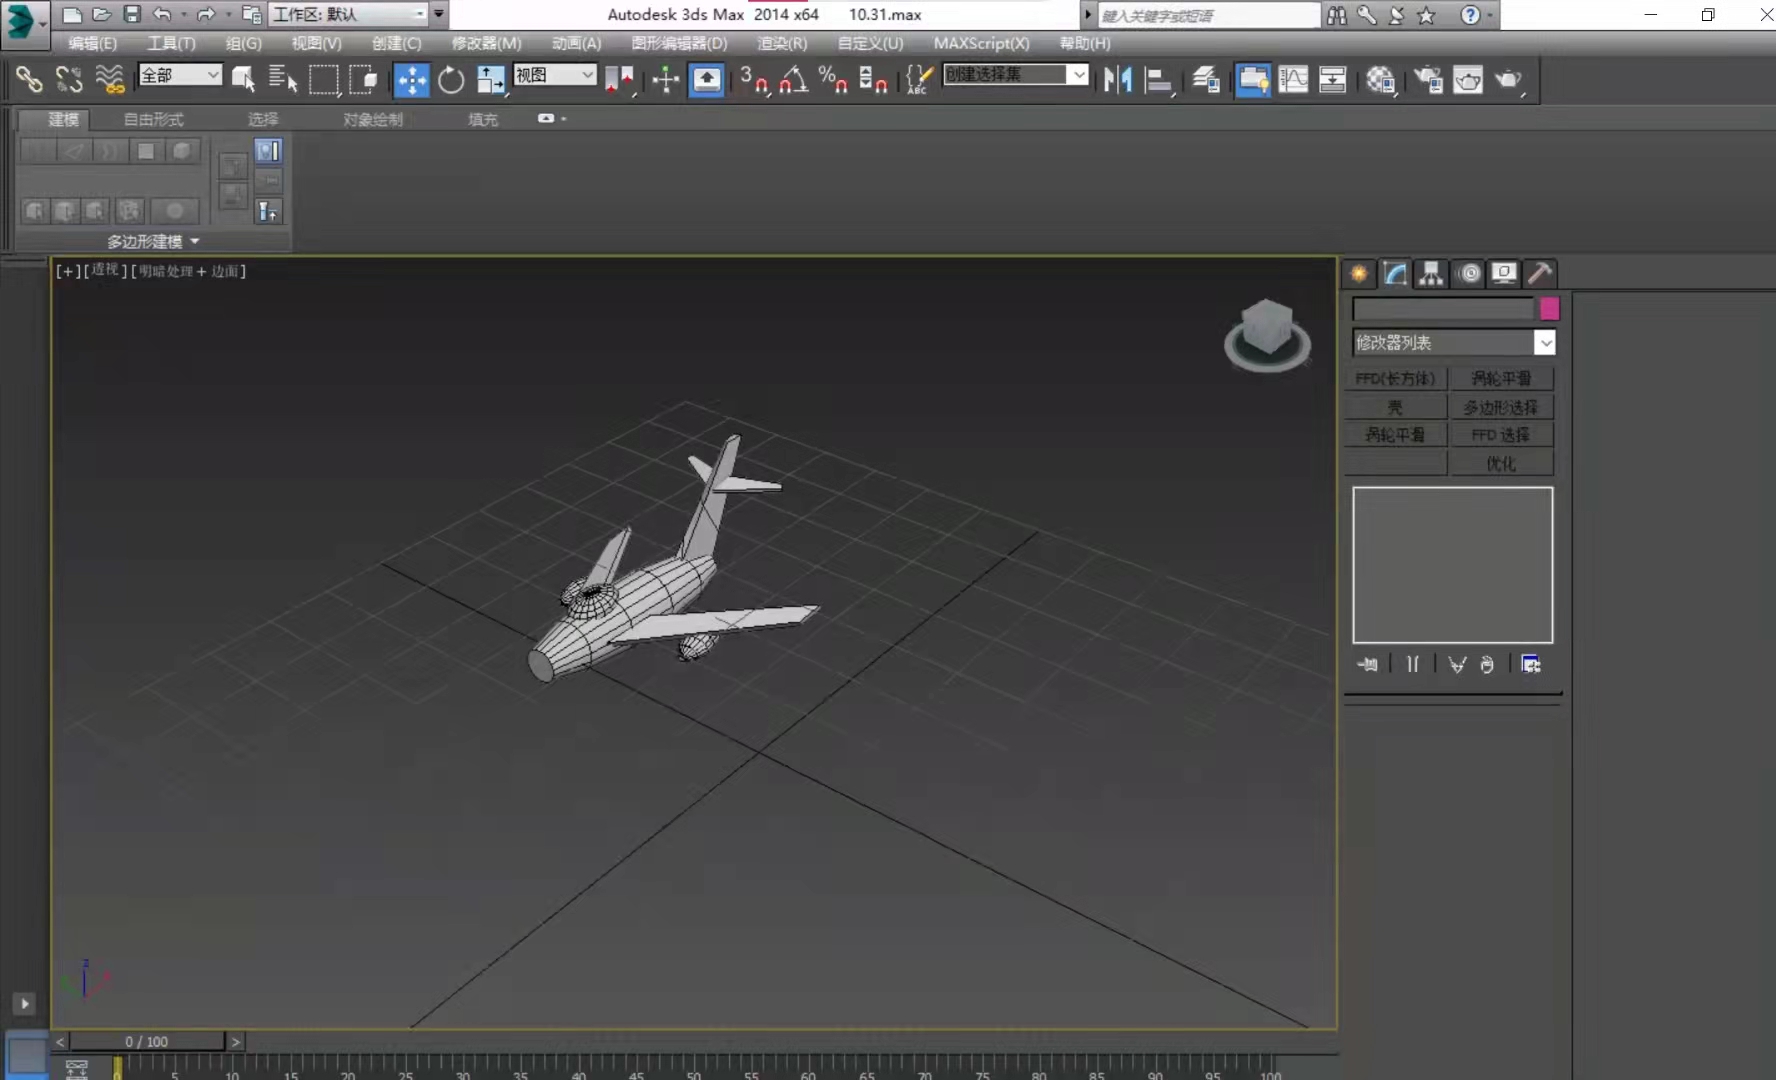 工作区: 默认
Autodesk 3ds Max 2014 x64 10.31.max
键入关键字或短语
编辑(E) 工具(T) 组(G) 视图(V) 创建(C) 修改器(M) 动画(A) 图形编辑器(D) 渲染(R) 自定义(U) MAXScript(X) 帮助(H)
全部 视图 3 % ABC 创建选择集
建模 自由形式 选择 对象绘制 填充
多边形建模
[+][透视][明暗处理+边面]
修改器列表
FFD(长方体) 涡轮平滑
壳 多边形选择
涡轮平滑 FFD 选择
优化
z
< 0 / 100 >
0 5 10 15 20 25 30 35 40 45 50 55 60 65 70 75 80 85 90 95 100